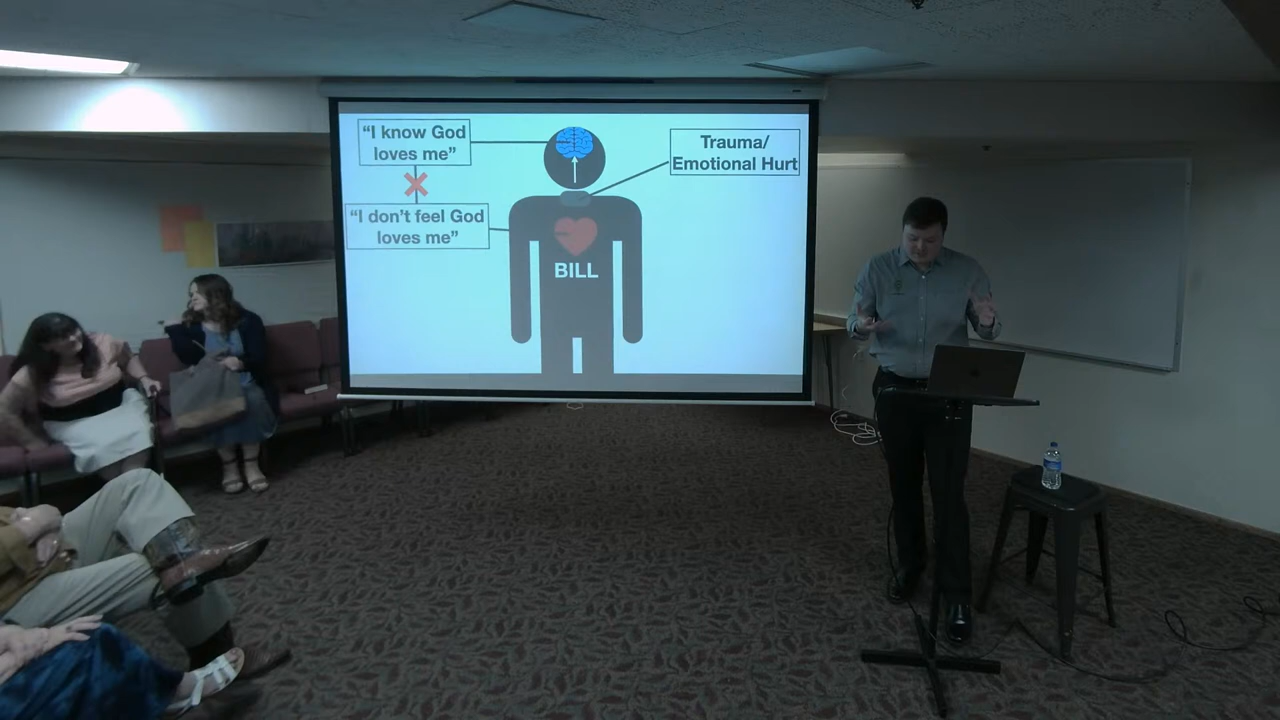 “I know God
loves me”
Trauma/
Emotional Hurt
“I don’t feel God
loves me”
BILL